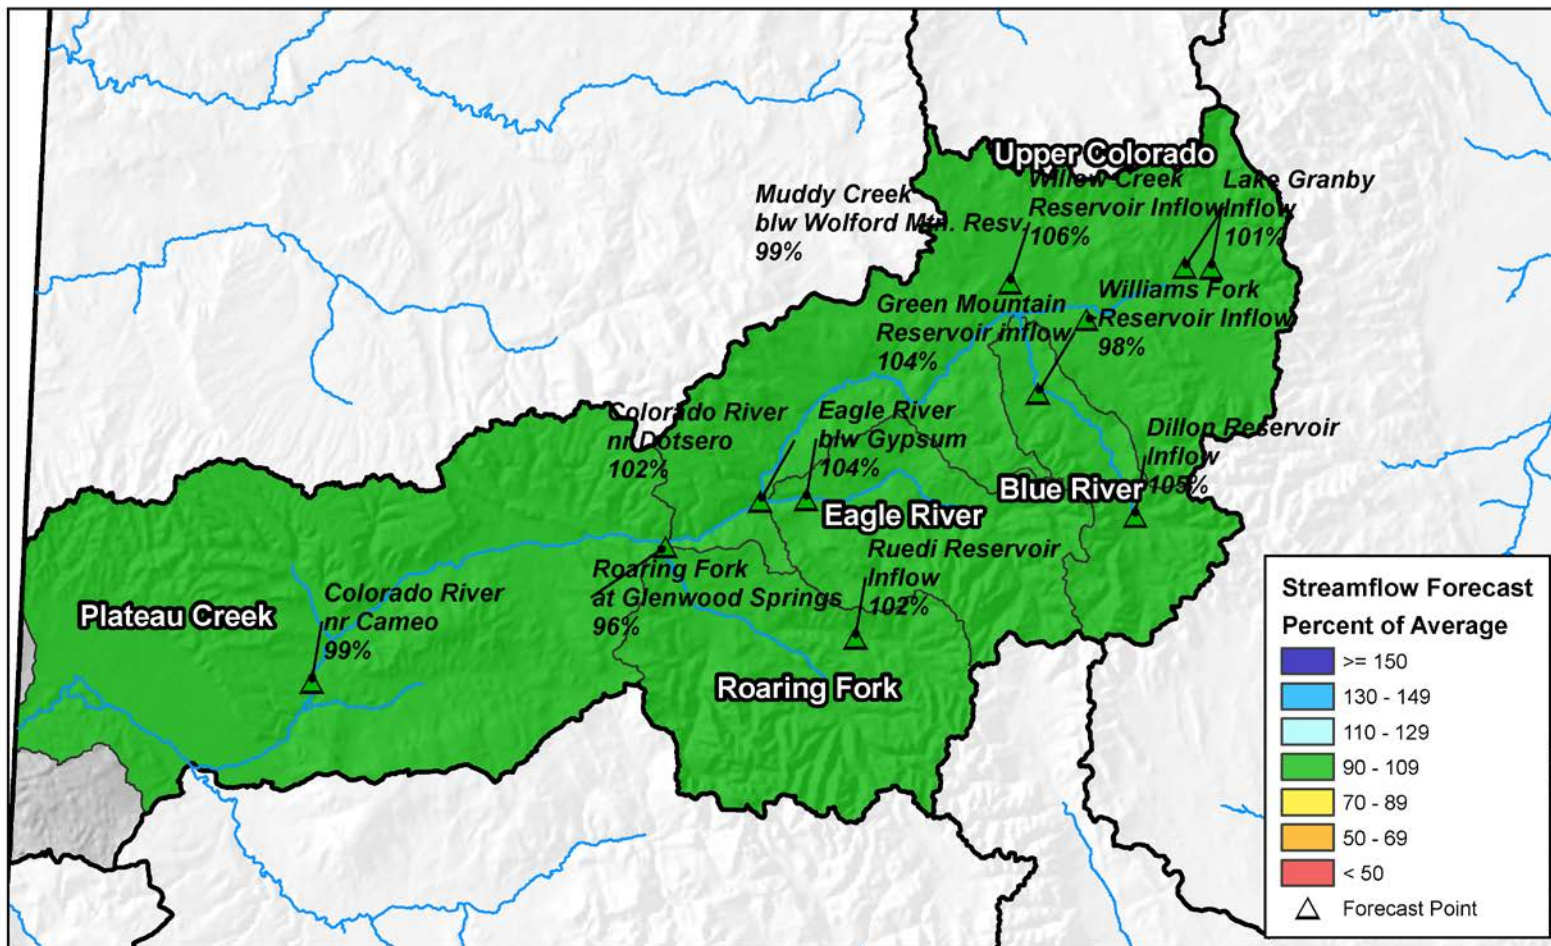 Upper Colorado
Muddy Creek
blw Wolford Mtn. Resv.
99%
Willow Creek
Reservoir Inflow
106%
Lake Granby
Inflow
101%
Green Mountain
Reservoir inflow
104%
Williams Fork
Reservoir Inflow
98%
Colorado River
nr Dotsero
102%
Eagle River
blw Gypsum
104%
Dillon Reservoir
Inflow
105%
Blue River
Eagle River
Roaring Fork
at Glenwood Springs
96%
Ruedi Reservoir
Inflow
102%
Plateau Creek
Colorado River
nr Cameo
99%
Roaring Fork
Streamflow Forecast
Percent of Average
>= 150
130 - 149
110 - 129
90 - 109
70 - 89
50 - 69
< 50
Forecast Point